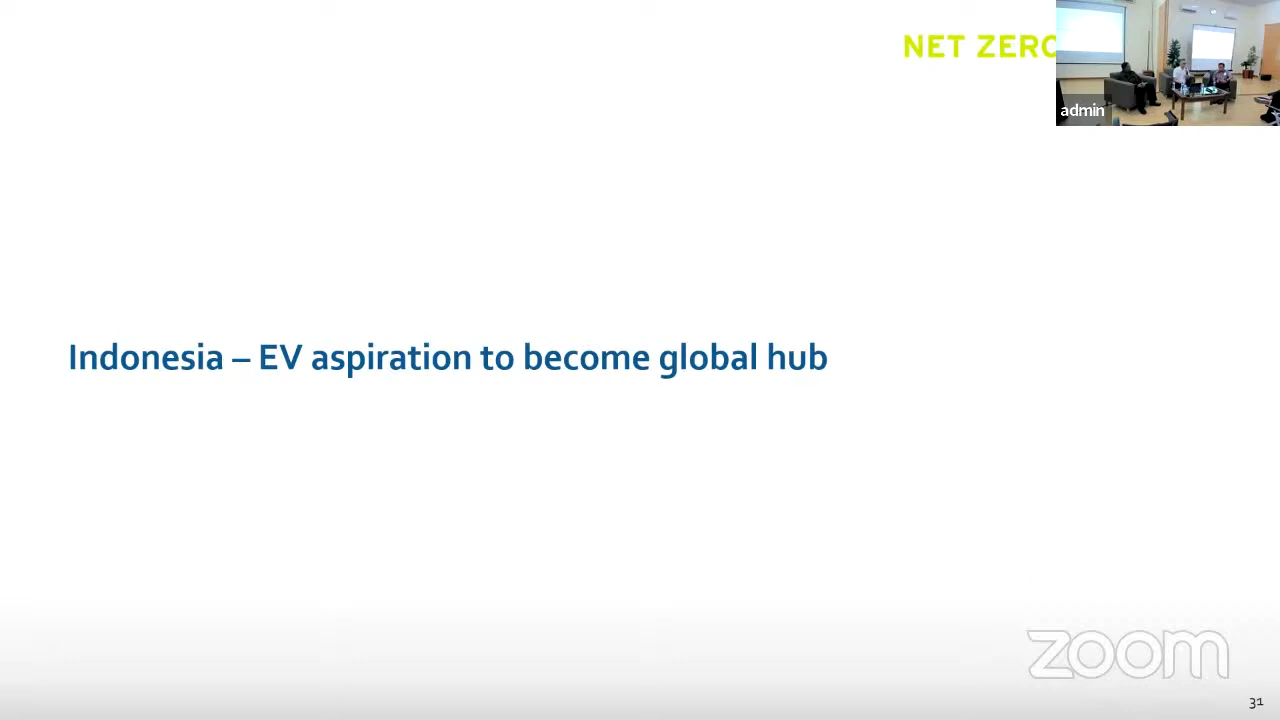 NET ZERO
admin
Indonesia – EV aspiration to become global hub
zoom
31